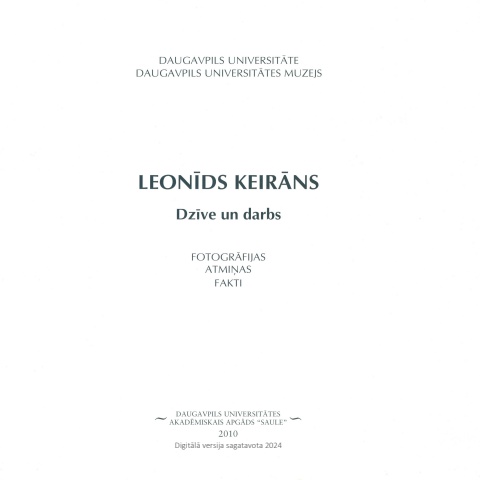 DAUGAVPILS UNIVERSITĀTE
DAUGAVPILS UNIVERSITĀTES MUZEJS
LEONĪDS KEIRĀNS
Dzīve un darbs
FOTOGRĀFIJAS
ATMIŅAS
FAKTI
DAUGAVPILS UNIVERSITĀTES
AKADĒMISKAIS APGĀDS “SAULE”
2010
Digitālā versija sagatavota 2024